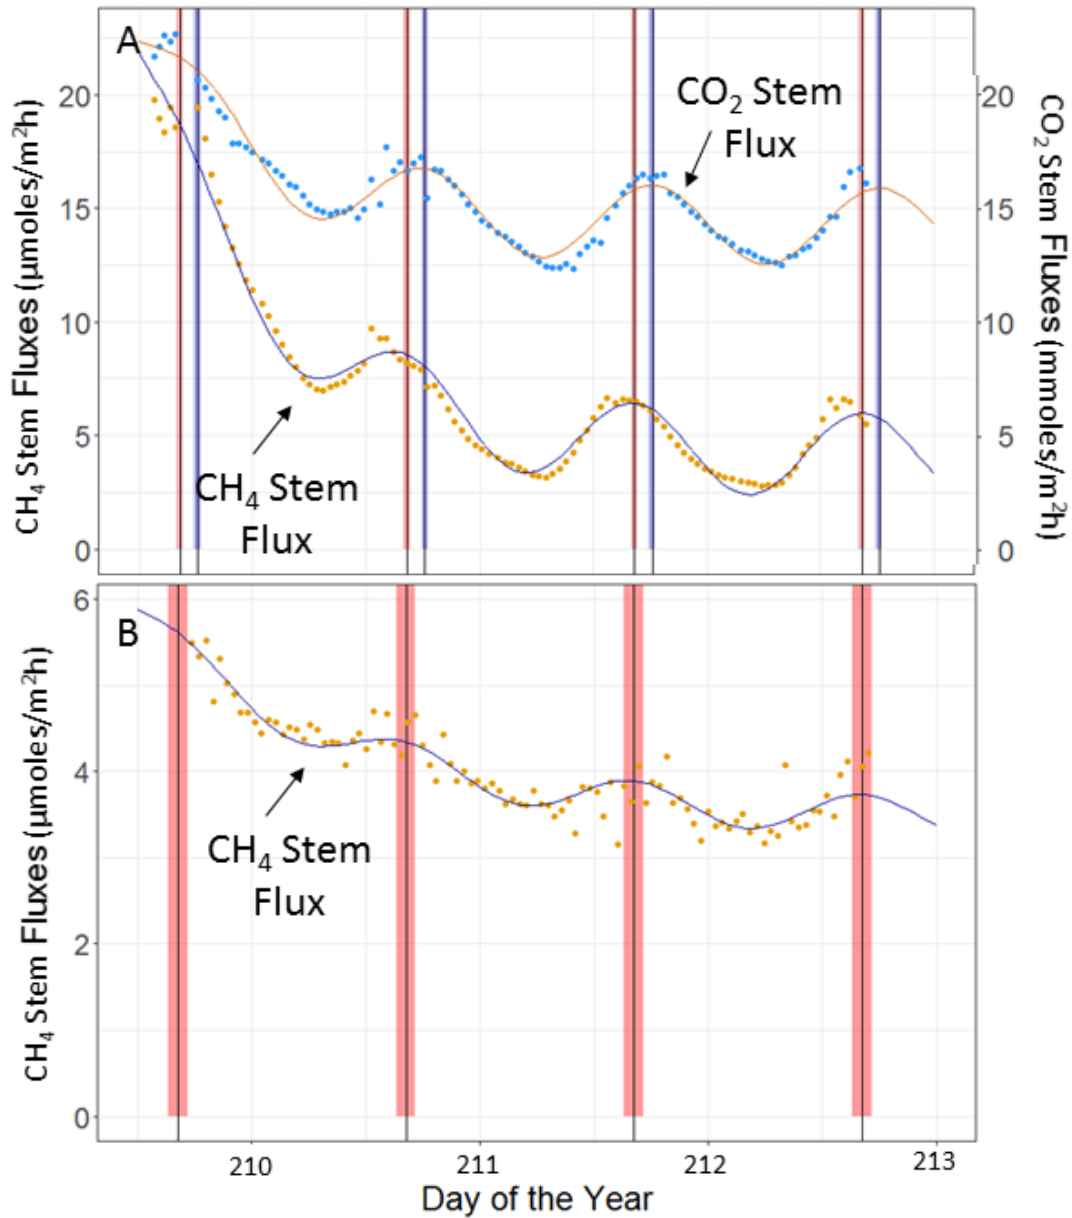 A
CO₂ Stem
Flux
CH₄ Stem
Flux
CH₄ Stem Fluxes (µmoles/m²h)
20
15
10
5
0
CO₂ Stem Fluxes (mmoles/m²h)
20
15
10
5
0
B
CH₄ Stem
Flux
CH₄ Stem Fluxes (µmoles/m²h)
6
4
2
0
210 211 212 213
Day of the Year